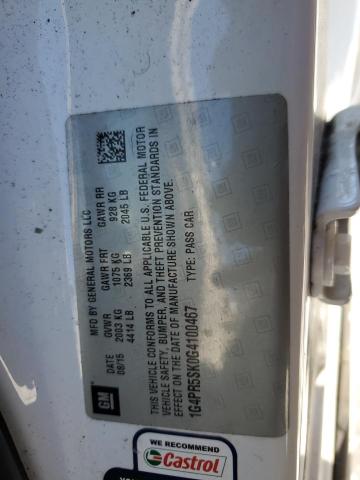 GM
MFD BY GENERAL MOTORS LLC
DATE GVWR GAWR FRT GAWR RR
08/15 2003 KG 1075 KG 928 KG
4414 LB 2369 LB 2045 LB
THIS VEHICLE CONFORMS TO ALL APPLICABLE U.S. FEDERAL MOTOR
VEHICLE SAFETY, BUMPER, AND THEFT PREVENTION STANDARDS IN
EFFECT ON THE DATE OF MANUFACTURE SHOWN ABOVE.
1G4PR5SK0G4100467 TYPE: PASS CAR
WE RECOMMEND
Castrol